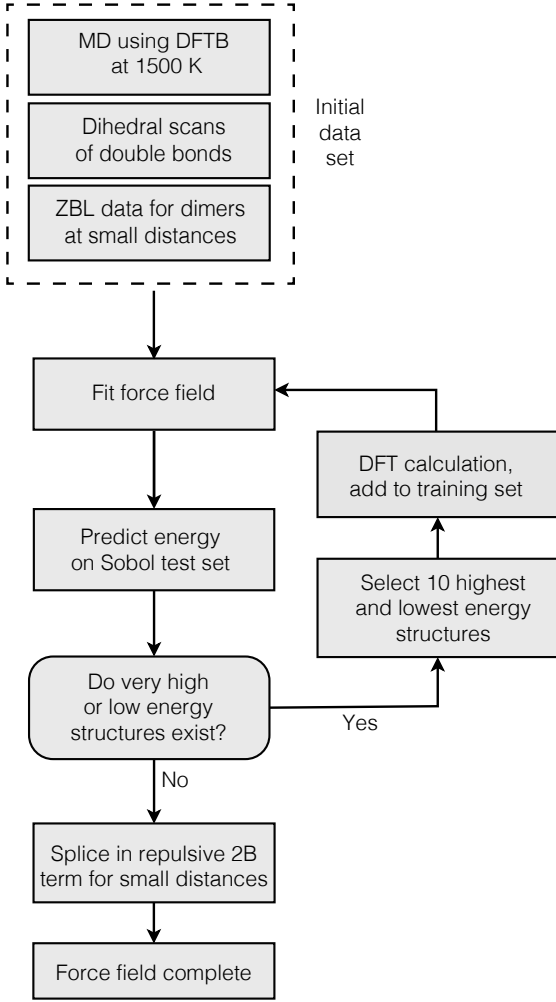 MD using DFTB
at 1500 K
Dihedral scans
of double bonds
ZBL data for dimers
at small distances
Initial
data
set
Fit force field
Predict energy
on Sobol test set
Do very high
or low energy
structures exist?
Yes
Select 10 highest
and lowest energy
structures
DFT calculation,
add to training set
No
Splice in repulsive 2B
term for small distances
Force field complete